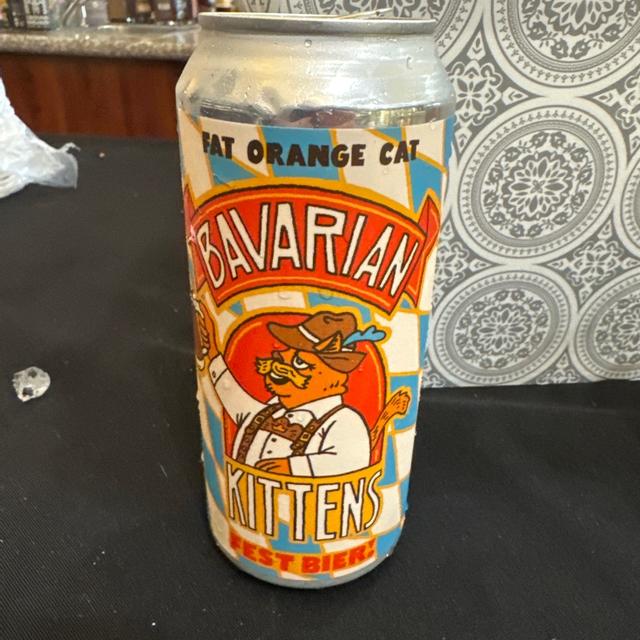 FAT ORANGE CAT
BAVARIAN
KITTENS
FEST BIER!